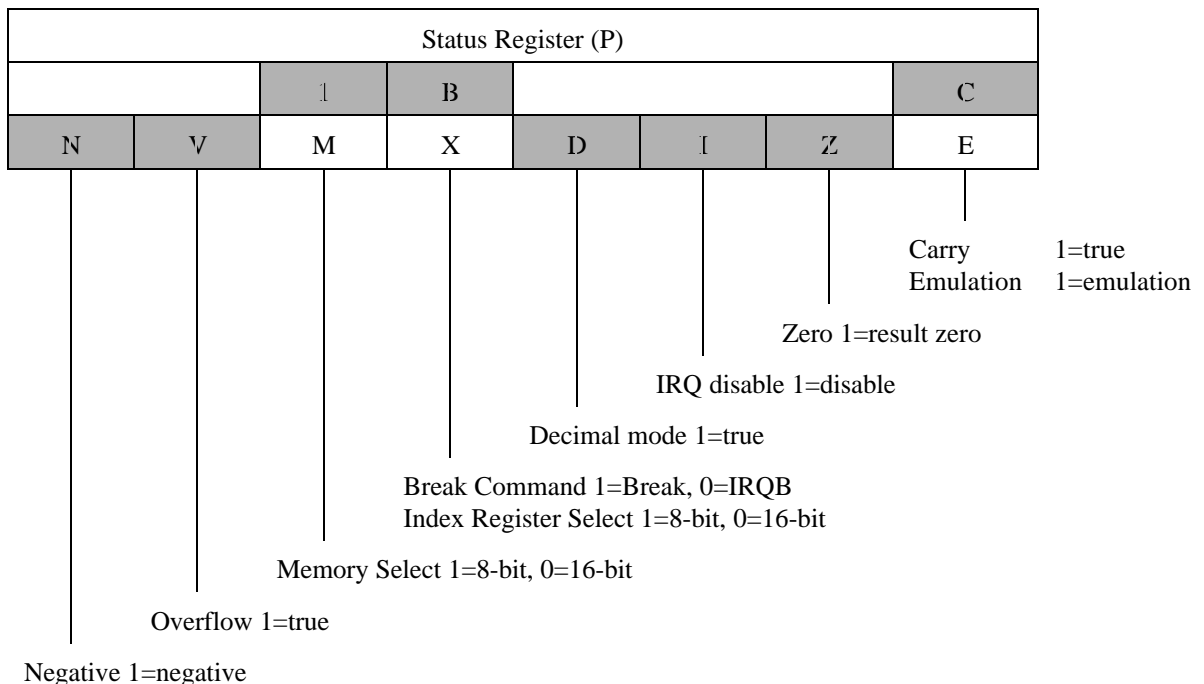 Status Register (P)
1 B C
N V M X D I Z E
Carry 1=true
Emulation 1=emulation
Zero 1=result zero
IRQ disable 1=disable
Decimal mode 1=true
Break Command 1=Break, 0=IRQB
Index Register Select 1=8-bit, 0=16-bit
Memory Select 1=8-bit, 0=16-bit
Overflow 1=true
Negative 1=negative